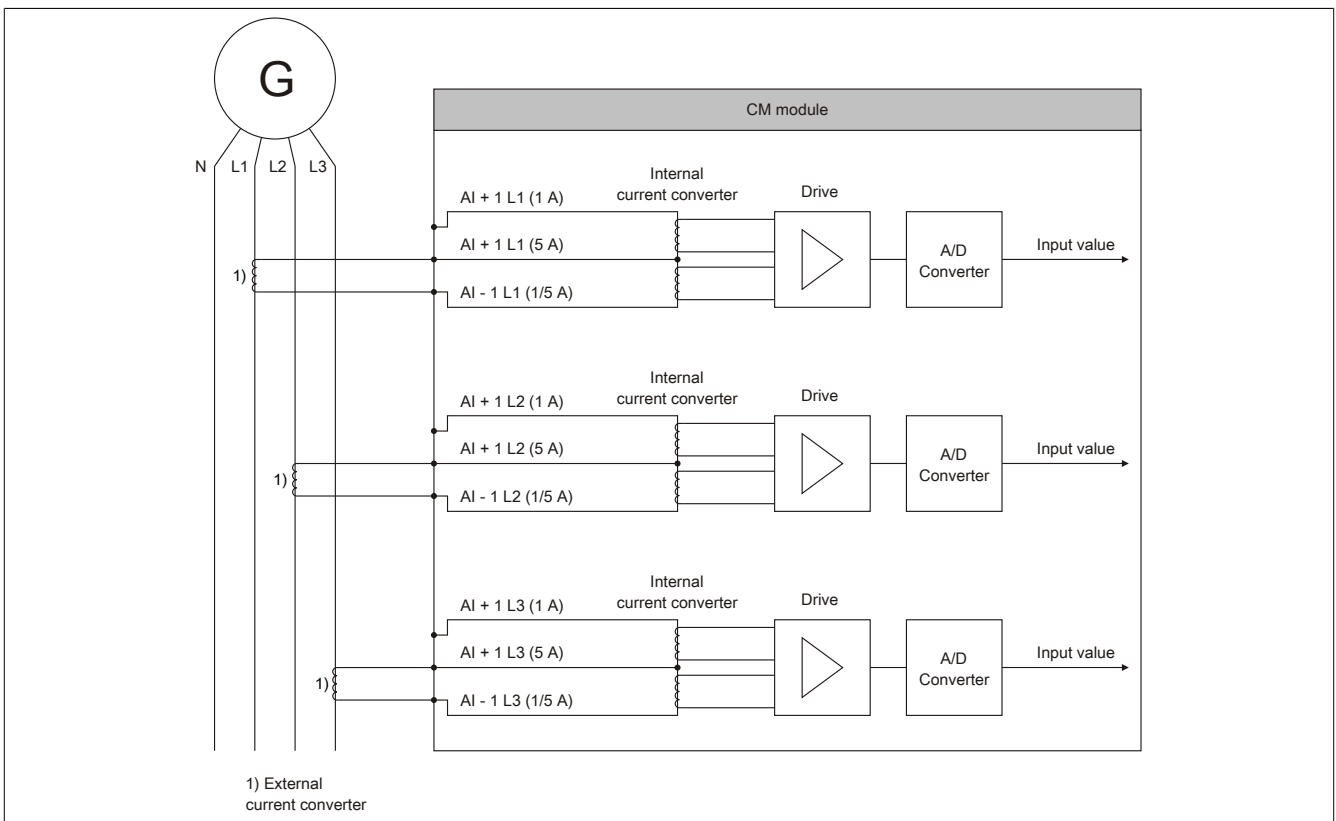 G
CM module
N
L1
L2
L3
Internal
current converter
Drive
AI + 1 L1 (1 A)
AI + 1 L1 (5 A)
AI - 1 L1 (1/5 A)
1)
A/D
Converter
Input value
Internal
current converter
Drive
AI + 1 L2 (1 A)
AI + 1 L2 (5 A)
AI - 1 L2 (1/5 A)
1)
A/D
Converter
Input value
Internal
current converter
Drive
AI + 1 L3 (1 A)
AI + 1 L3 (5 A)
AI - 1 L3 (1/5 A)
1)
A/D
Converter
Input value
1) External
current converter